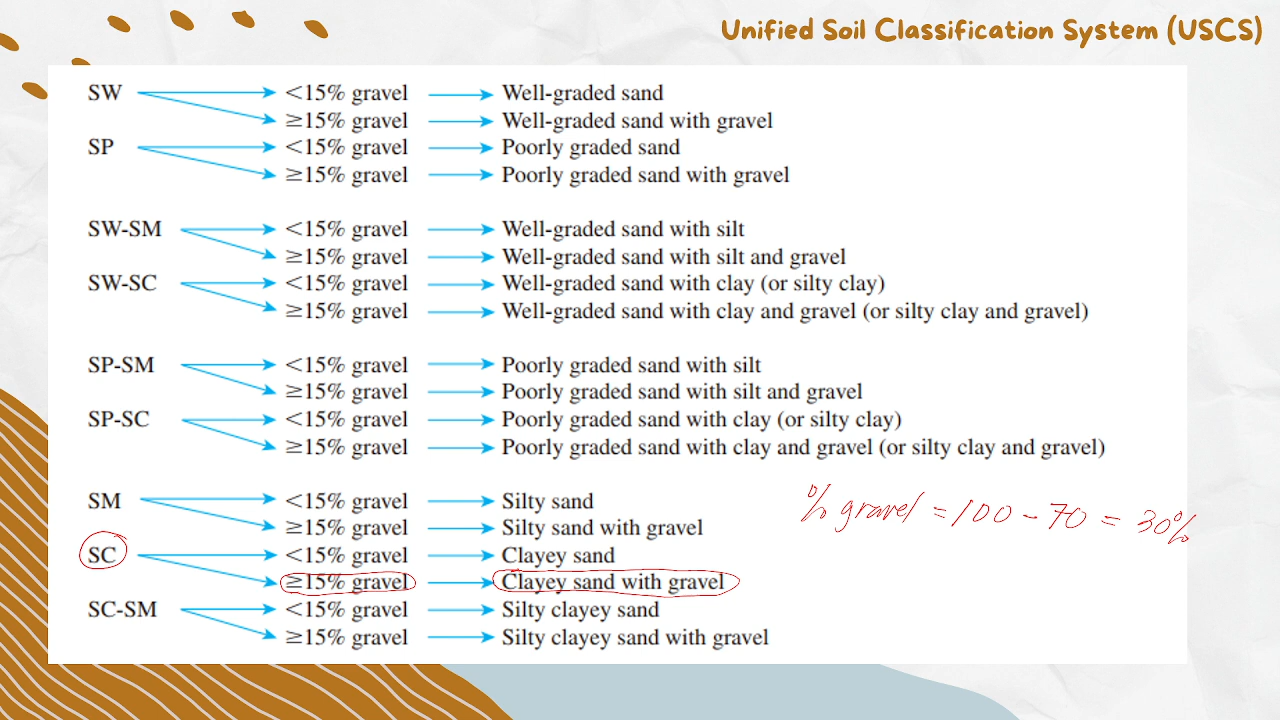 Unified Soil Classification System (USCS)
SW <15% gravel Well-graded sand
≥15% gravel Well-graded sand with gravel
SP <15% gravel Poorly graded sand
≥15% gravel Poorly graded sand with gravel
SW-SM <15% gravel Well-graded sand with silt
≥15% gravel Well-graded sand with silt and gravel
SW-SC <15% gravel Well-graded sand with clay (or silty clay)
≥15% gravel Well-graded sand with clay and gravel (or silty clay and gravel)
SP-SM <15% gravel Poorly graded sand with silt
≥15% gravel Poorly graded sand with silt and gravel
SP-SC <15% gravel Poorly graded sand with clay (or silty clay)
≥15% gravel Poorly graded sand with clay and gravel (or silty clay and gravel)
SM <15% gravel Silty sand
≥15% gravel Silty sand with gravel
% gravel = 100 - 70 = 30%
SC <15% gravel Clayey sand
≥15% gravel Clayey sand with gravel
SC-SM <15% gravel Silty clayey sand
≥15% gravel Silty clayey sand with gravel